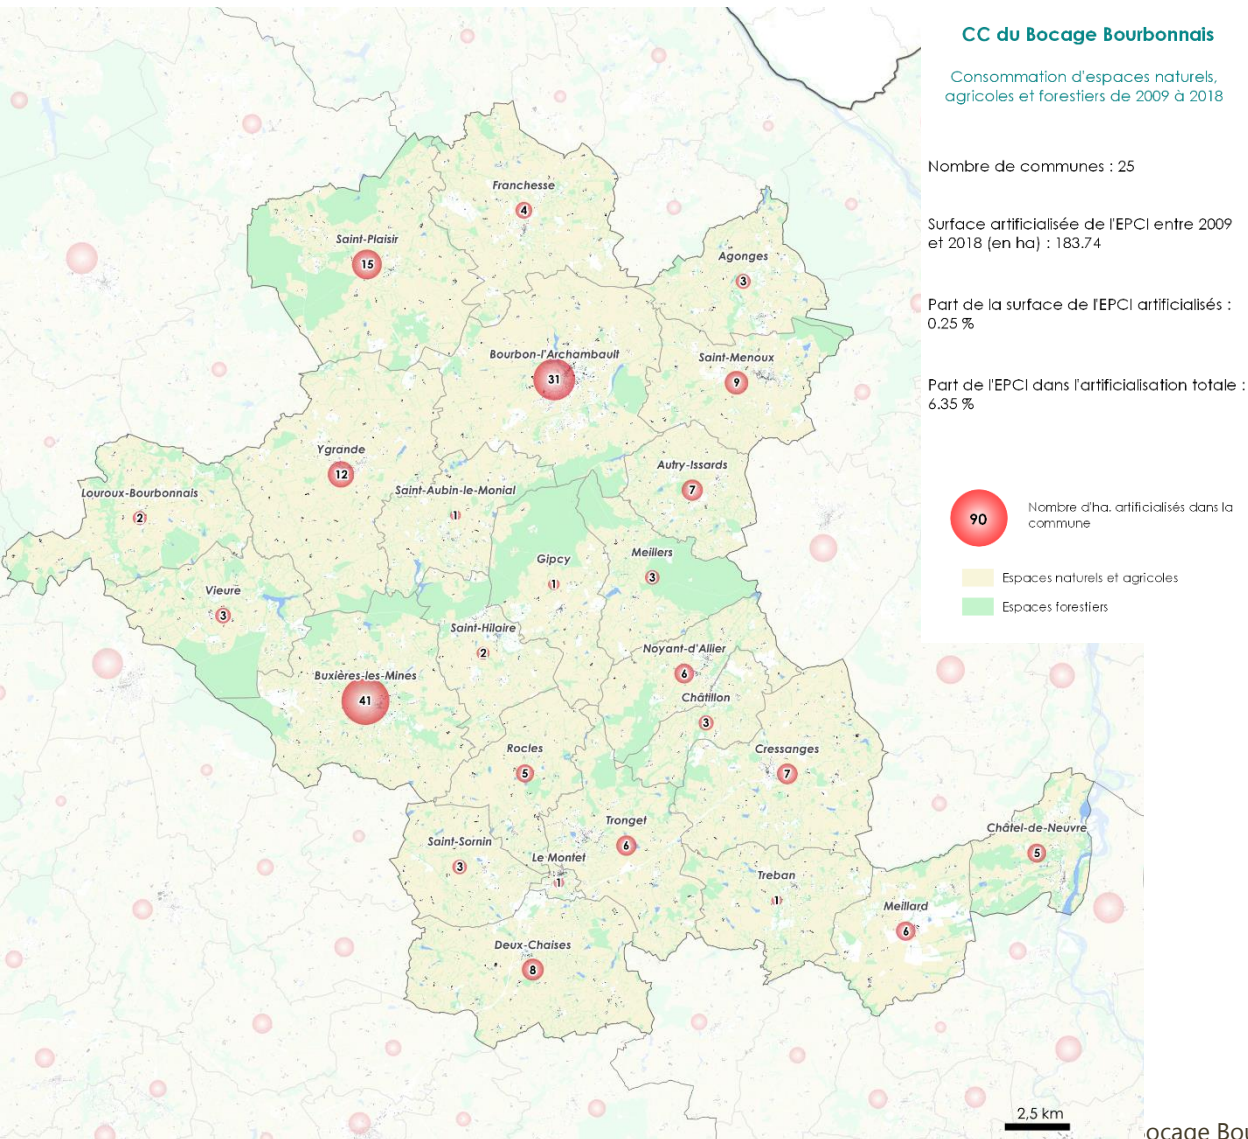 CC du Bocage Bourbonnais
Consommation d'espaces naturels,
agricoles et forestiers de 2009 à 2018
Nombre de communes : 25
Surface artificialisée de l'EPCI entre 2009
et 2018 (en ha) : 183.74
Part de la surface de l'EPCI artificialisés :
0.25 %
Part de l'EPCI dans l'artificialisation totale :
6.35 %
90
Nombre d'ha. artificialisés dans la
commune
Espaces naturels et agricoles
Espaces forestiers
Franchesse
4
Saint-Plaisir
15
Agonges
3
Bourbon-l'Archambault
31
Saint-Menoux
9
Ygrande
12
Autry-Issards
7
Louroux-Bourbonnais
2
Saint-Aubin-le-Monial
1
Gipcy
1
Meillers
3
Vieure
3
Saint-Hilaire
2
Noyant-d'Allier
6
Buxières-les-Mines
41
Châtillon
3
Rocles
5
Cressanges
7
Tronget
6
Châtel-de-Neuvre
5
Saint-Sornin
3
Le Montet
1
Treban
1
Meillard
6
Deux-Chaises
8
2,5 km
ocage Bou